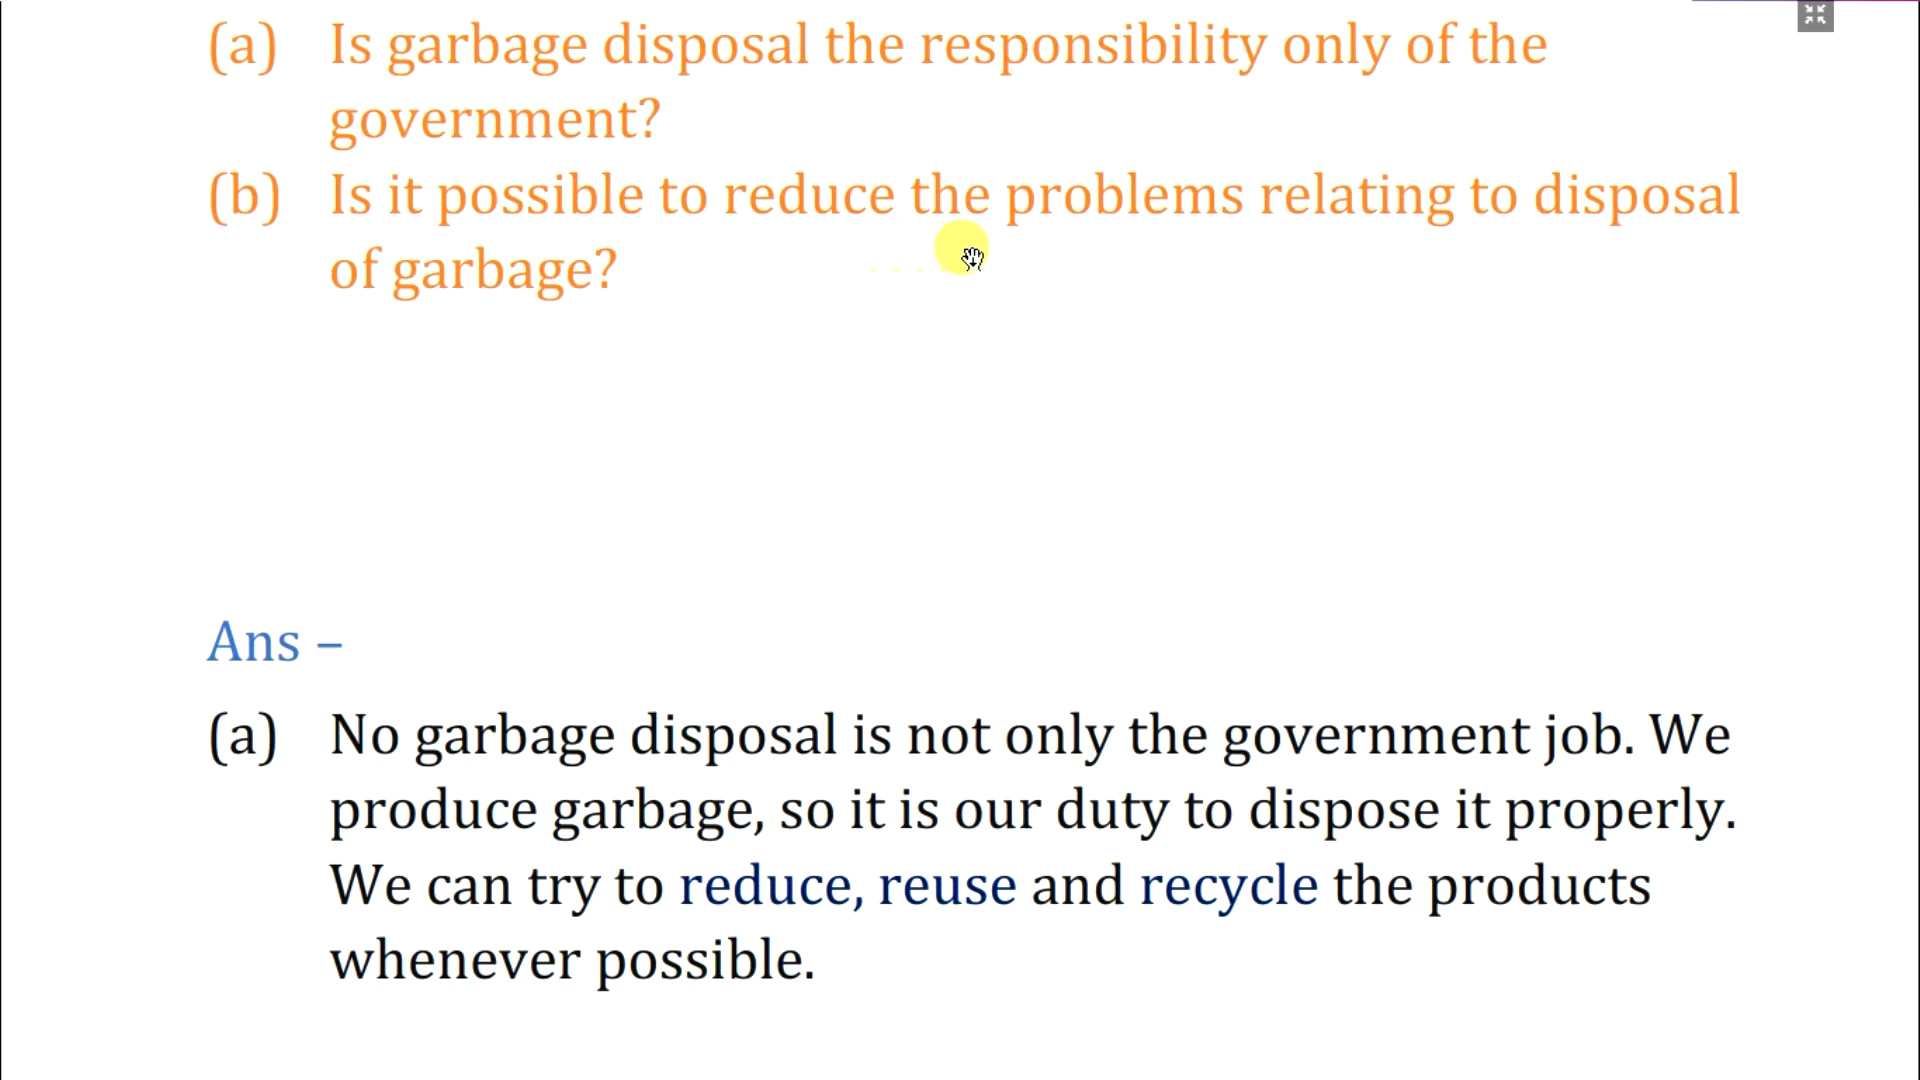 (a) Is garbage disposal the responsibility only of the
government?
(b) Is it possible to reduce the problems relating to disposal
of garbage?
Ans –
(a) No garbage disposal is not only the government job. We
produce garbage, so it is our duty to dispose it properly.
We can try to reduce, reuse and recycle the products
whenever possible.